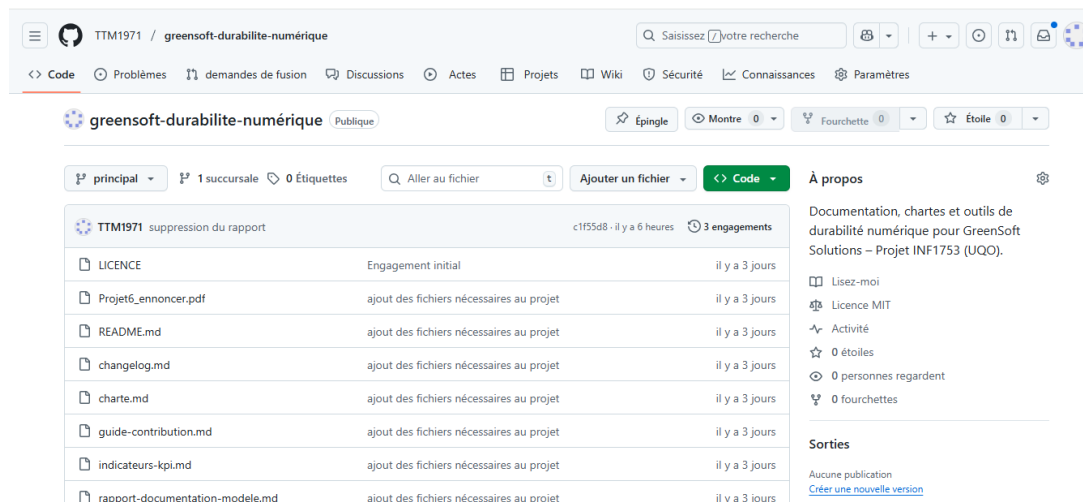 TTM1971 / greensoft-durabilite-numérique
Saisissez / votre recherche
Code Problèmes demandes de fusion Discussions Actes Projets Wiki Sécurité Connaissances Paramètres
greensoft-durabilite-numérique Publique
Épingle Montre 0 Fourchette 0 Étoile 0
principal 1 succursale 0 Étiquettes Aller au fichier t Ajouter un fichier <> Code
TTM1971 suppression du rapport c1f55d8 · il y a 6 heures 3 engagements
LICENCE Engagement initial il y a 3 jours
Projet6_ennoncer.pdf ajout des fichiers nécessaires au projet il y a 3 jours
README.md ajout des fichiers nécessaires au projet il y a 3 jours
changelog.md ajout des fichiers nécessaires au projet il y a 3 jours
charte.md ajout des fichiers nécessaires au projet il y a 3 jours
guide-contribution.md ajout des fichiers nécessaires au projet il y a 3 jours
indicateurs-kpi.md ajout des fichiers nécessaires au projet il y a 3 jours
rapport-documentation-modele.md ajout des fichiers nécessaires au projet il y a 3 jours
À propos
Documentation, chartes et outils de
durabilité numérique pour GreenSoft
Solutions – Projet INF1753 (UQO).
Lisez-moi
Licence MIT
Activité
0 étoiles
0 personnes regardent
0 fourchettes
Sorties
Aucune publication
Créer une nouvelle version